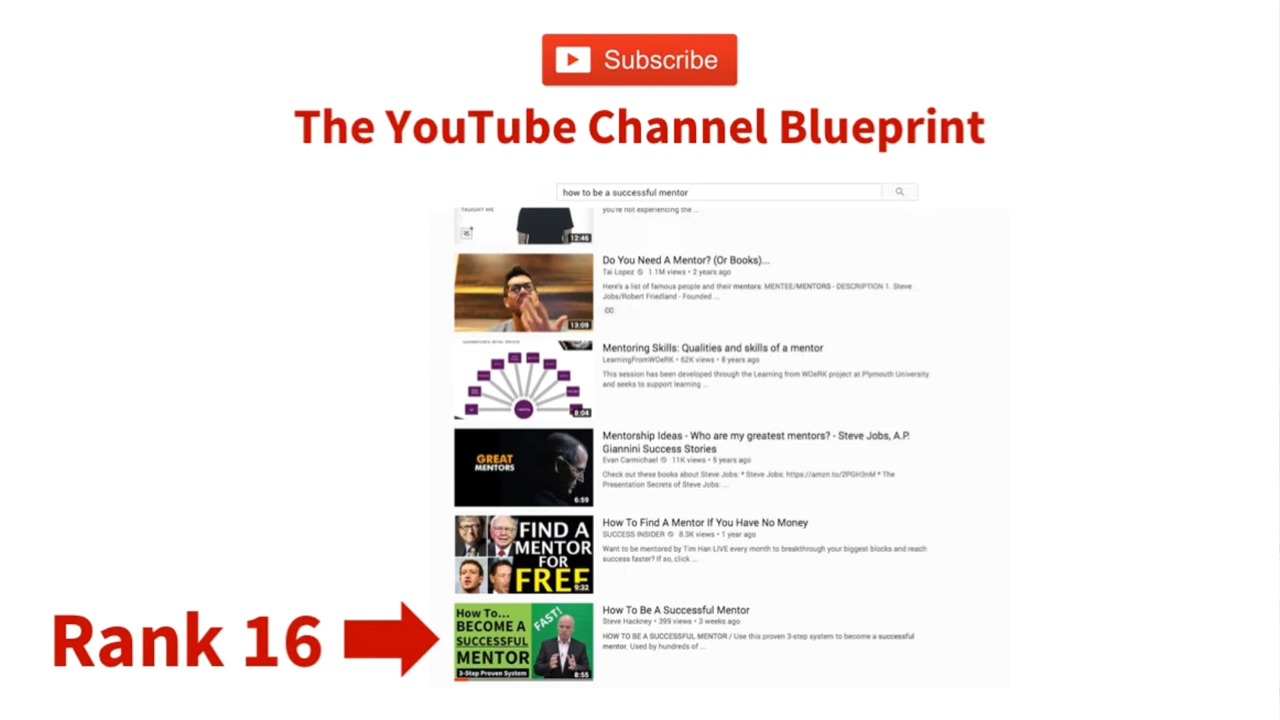 Subscribe
The YouTube Channel Blueprint
how to be a successful mentor
TAUGHT ME
you're not experiencing the ...
12:46
Do You Need A Mentor? (Or Books)...
Tai Lopez 1.1M views • 2 years ago
Here's a list of famous people and their mentors: MENTEE/MENTORS - DESCRIPTION 1. Steve
Jobs/Robert Friedland - Founded ...
CC
13:09
Mentoring Skills: Qualities and skills of a mentor
LearningFromWOeRK • 62K views • 8 years ago
This session has been developed through the Learning from WOeRK project at Plymouth University
and seeks to support learning ...
8:04
Mentorship Ideas - Who are my greatest mentors? - Steve Jobs, A.P.
Giannini Success Stories
Evan Carmichael 11K views • 5 years ago
Check out these books about Steve Jobs: * Steve Jobs: https://amzn.to/2PGH3nM * The
Presentation Secrets of Steve Jobs: ...
GREAT
MENTORS
6:59
How To Find A Mentor If You Have No Money
SUCCESS INSIDER 8.3K views • 1 year ago
Want to be mentored by Tim Han LIVE every month to breakthrough your biggest blocks and reach
success faster? If so, click ...
FIND A
MENTOR
FOR
FREE
9:32
How To Be A Successful Mentor
Steve Hackney • 399 views • 3 weeks ago
HOW TO BE A SUCCESSFUL MENTOR / Use this proven 3-step system to become a successful
mentor. Used by hundreds of ...
How To...
BECOME A
SUCCESSFUL
MENTOR
3-Step Proven System
FAST!
8:55
Rank 16